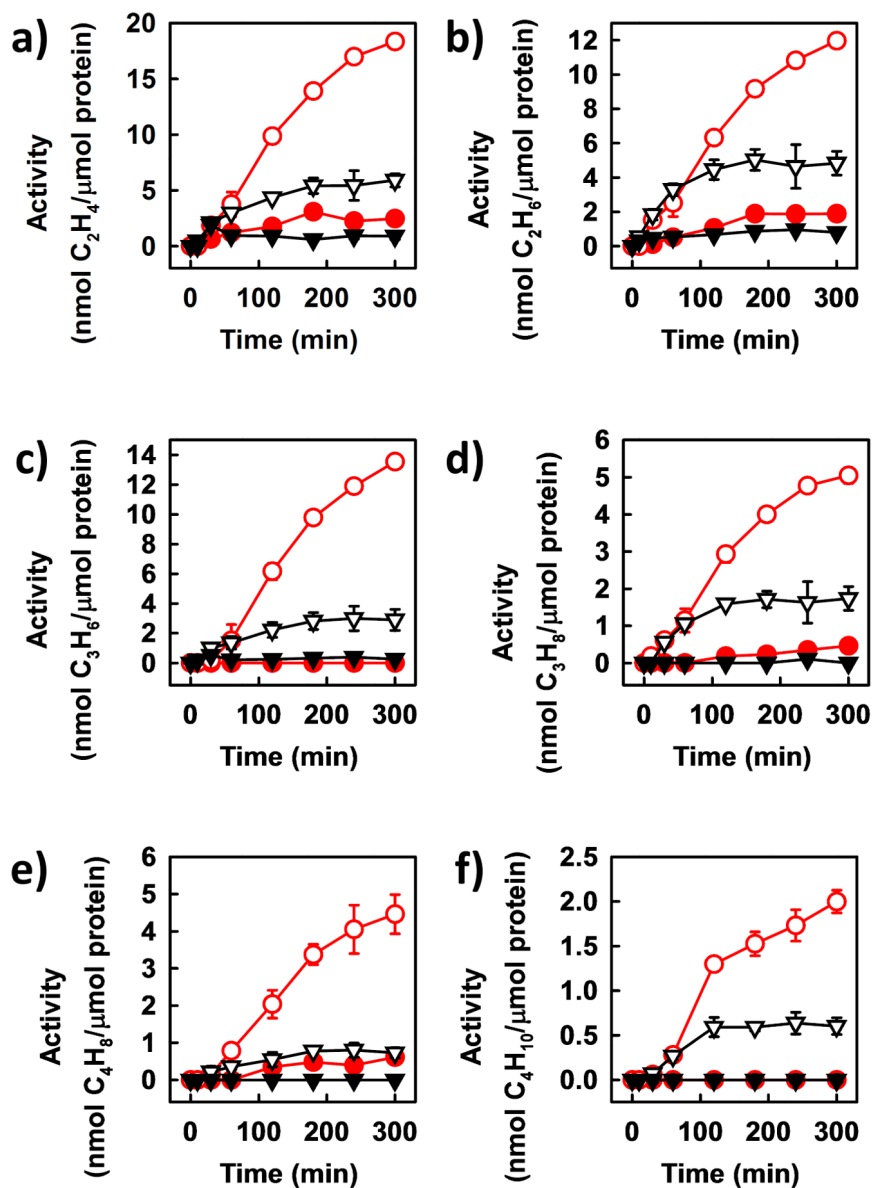 a)
20
15
10
5
0
0 100 200 300
Time (min)
Activity
(nmol C₂H₄/μmol protein)
b)
12
10
8
6
4
2
0
0 100 200 300
Time (min)
Activity
(nmol C₂H₆/μmol protein)
c)
14
12
10
8
6
4
2
0
0 100 200 300
Time (min)
Activity
(nmol C₃H₆/μmol protein)
d)
6
5
4
3
2
1
0
0 100 200 300
Time (min)
Activity
(nmol C₃H₈/μmol protein)
e)
6
5
4
3
2
1
0
0 100 200 300
Time (min)
Activity
(nmol C₄H₈/μmol protein)
f)
2.5
2.0
1.5
1.0
0.5
0.0
0 100 200 300
Time (min)
Activity
(nmol C₄H₁₀/μmol protein)